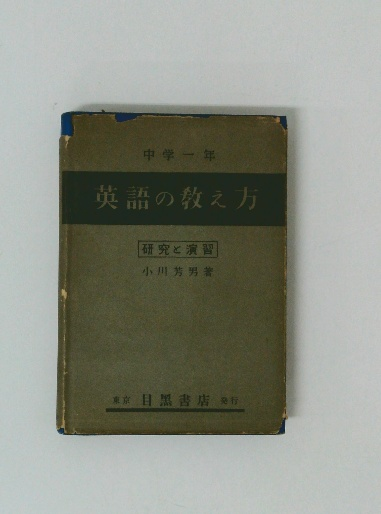 中学一年
英語の教え方
研究と演習
小川芳男著
東京 目黒書店 発行